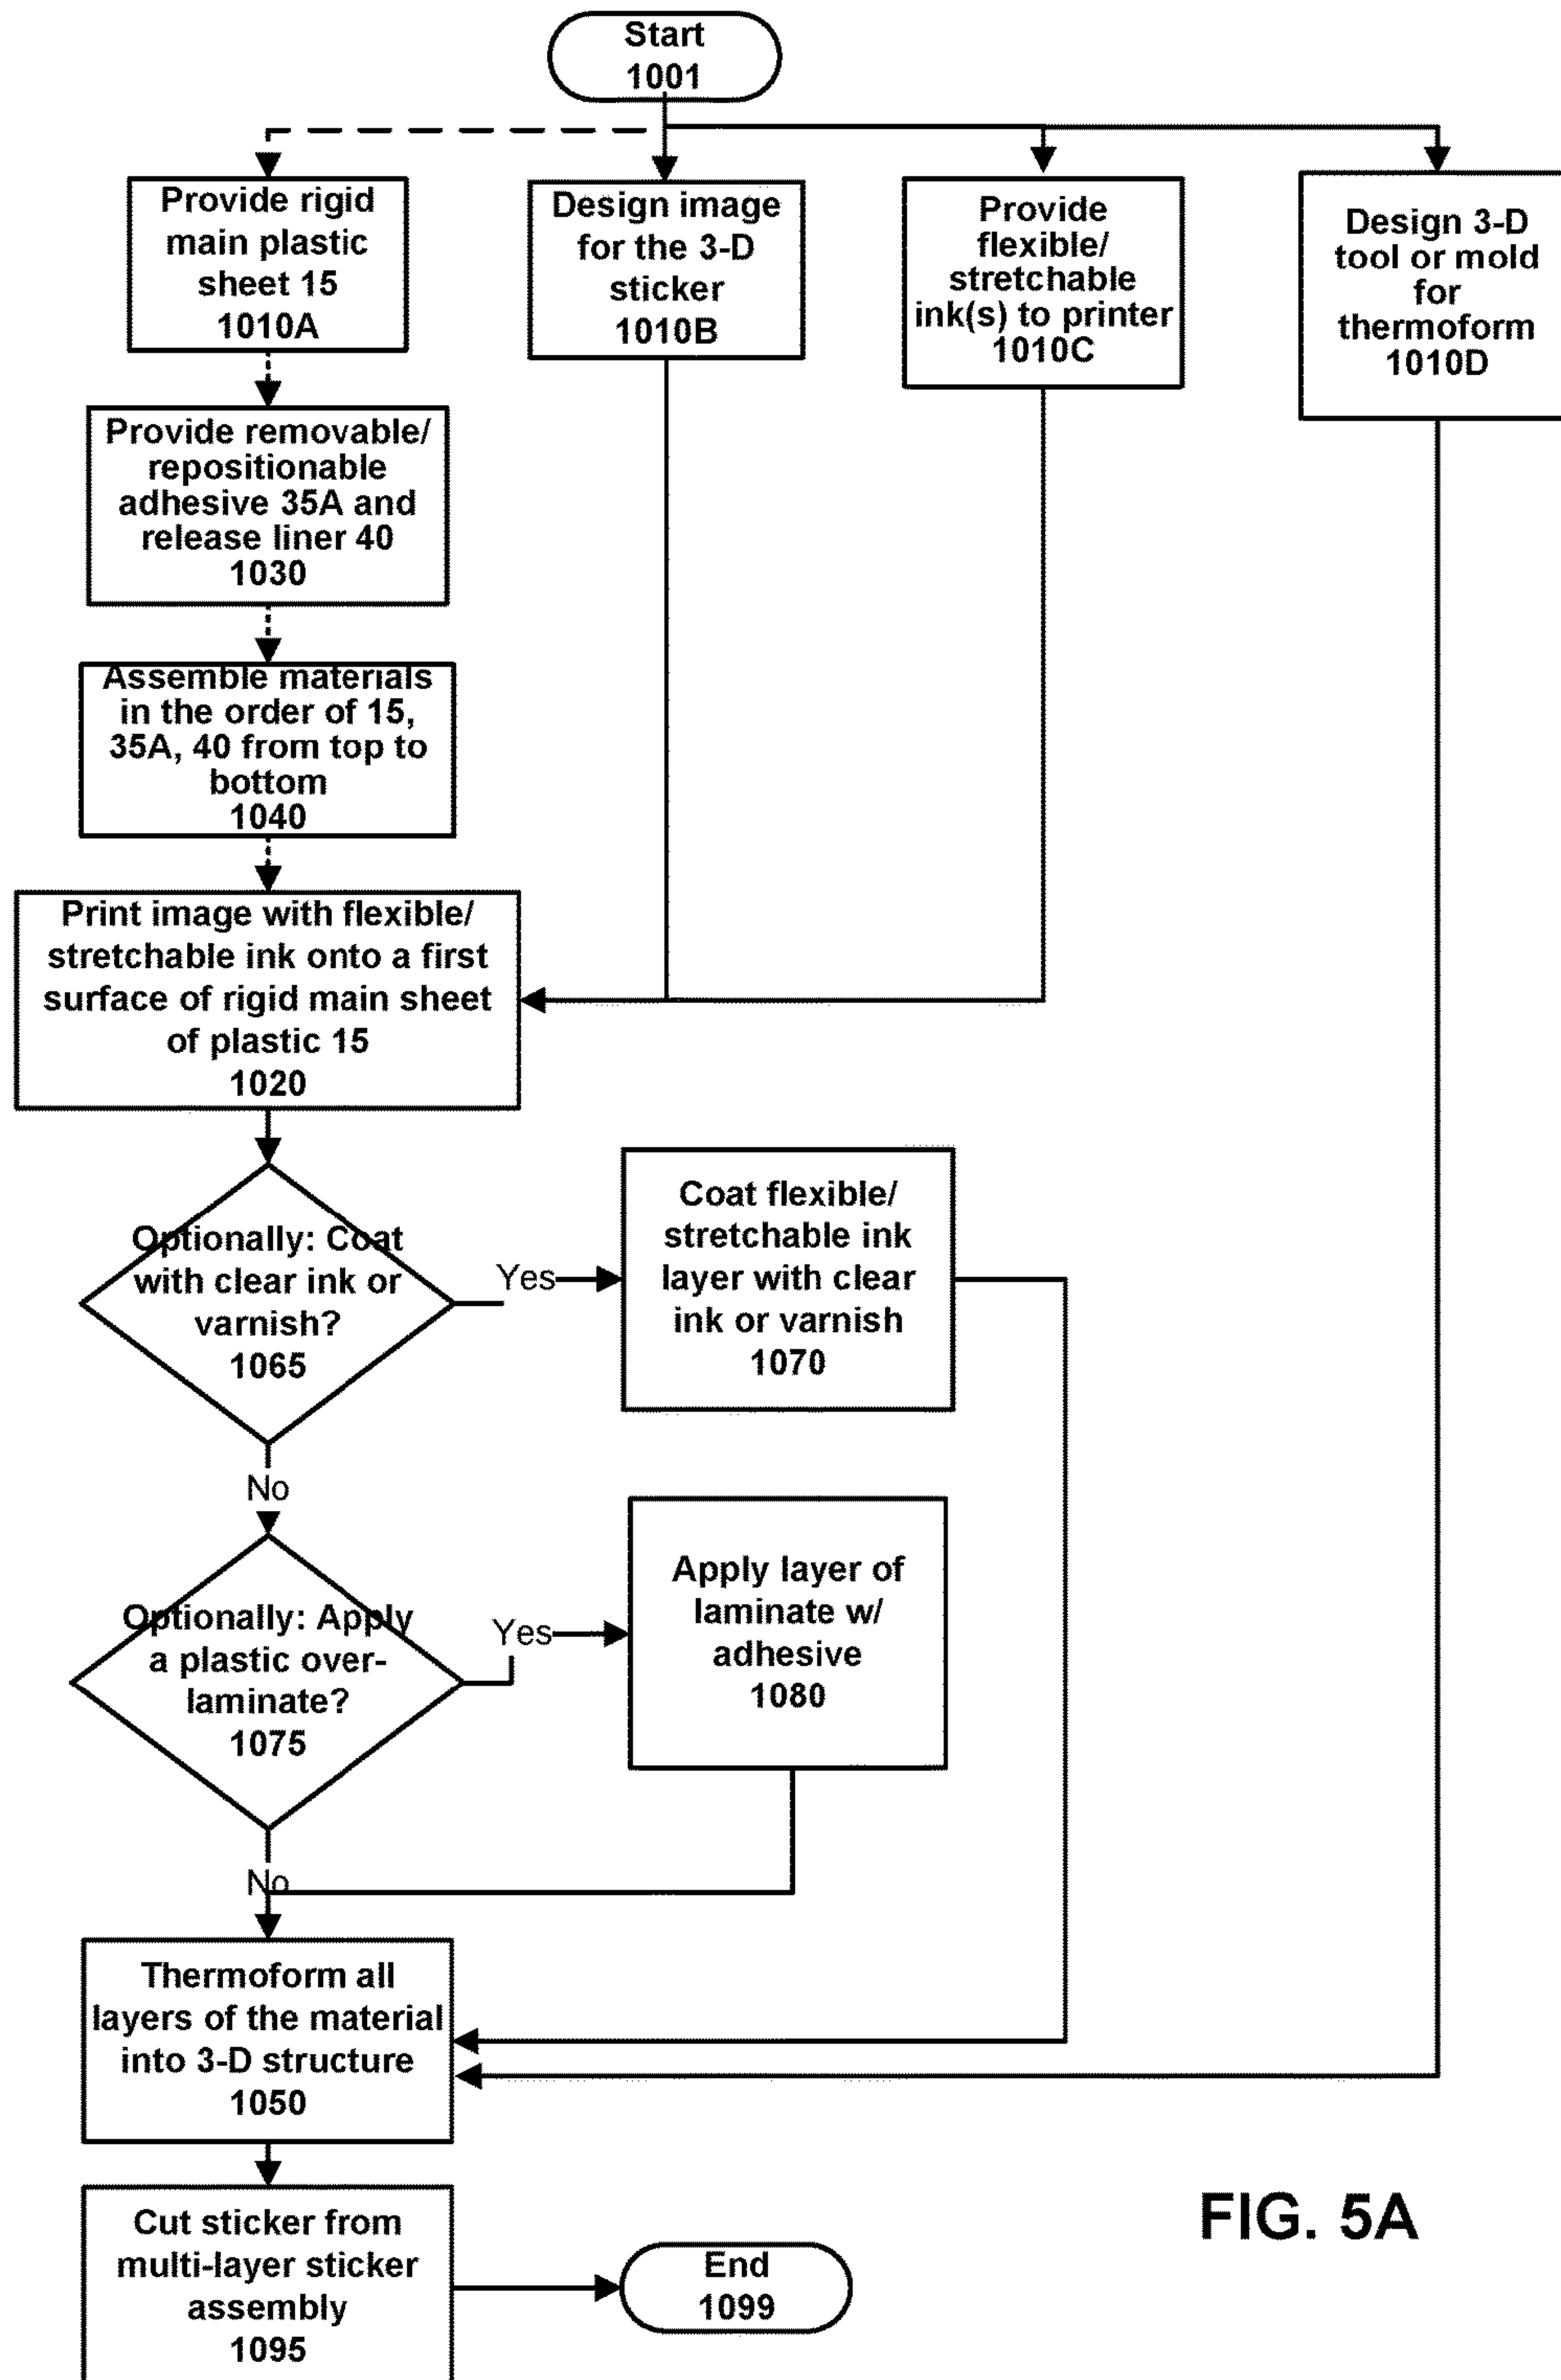 Start
1001
Provide rigid
main plastic
sheet 15
1010A
Design image
for the 3-D
sticker
1010B
Provide
flexible/
stretchable
ink(s) to printer
1010C
Design 3-D
tool or mold
for
thermoform
1010D
Provide removable/
repositionable
adhesive 35A and
release liner 40
1030
Assemble materials
in the order of 15,
35A, 40 from top to
bottom
1040
Print image with flexible/
stretchable ink onto a first
surface of rigid main sheet
of plastic 15
1020
Optionally: Coat
with clear ink or
varnish?
1065
Yes
Coat flexible/
stretchable ink
layer with clear
ink or varnish
1070
No
Optionally: Apply
a plastic over-
laminate?
1075
Yes
Apply layer of
laminate w/
adhesive
1080
No
Thermoform all
layers of the material
into 3-D structure
1050
Cut sticker from
multi-layer sticker
assembly
1095
End
1099
FIG. 5A